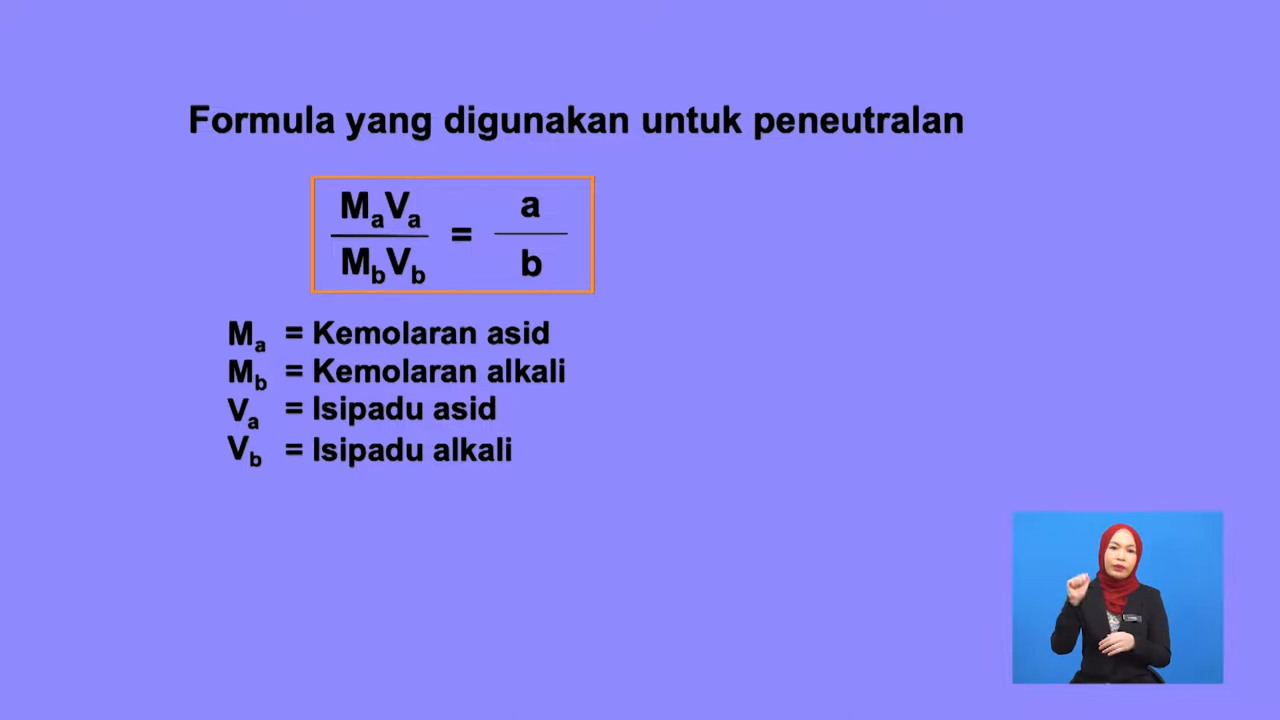 Formula yang digunakan untuk peneutralan
MaVa / MbVb = a / b
Ma = Kemolaran asid
Mb = Kemolaran alkali
Va = Isipadu asid
Vb = Isipadu alkali